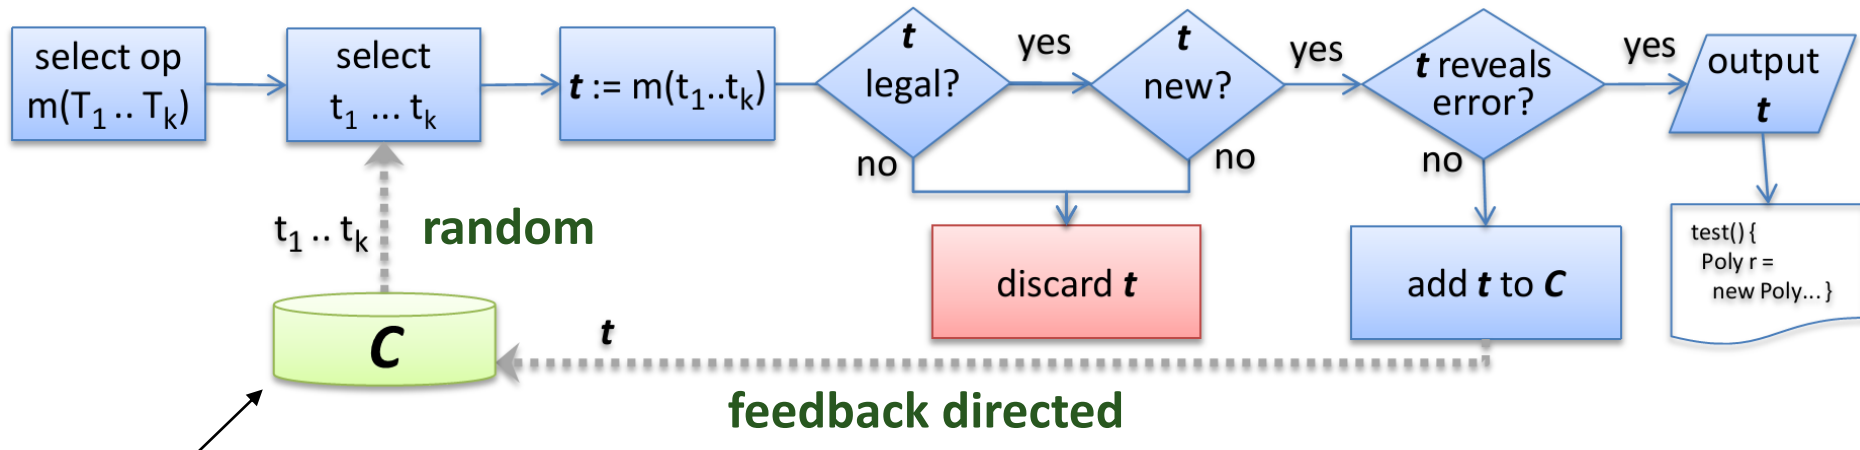 select op
m(T₁ .. Tₖ)
select
t₁ ... tₖ
t := m(t₁..tₖ)
t
legal?
yes
no
t
new?
yes
no
t reveals
error?
yes
no
output
t
t₁ .. tₖ
random
discard t
add t to C
test() {
Poly r =
new Poly... }
C
t
feedback directed